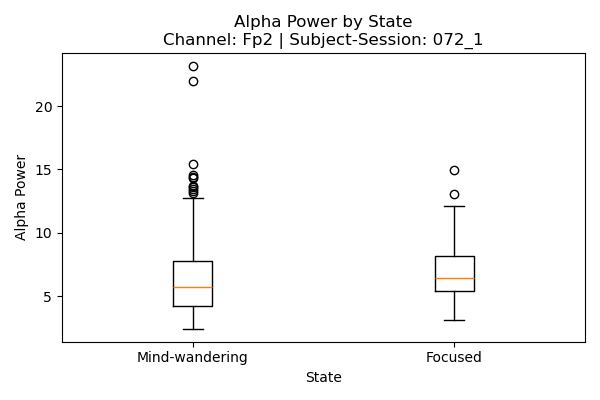 Alpha Power by State
Channel: Fp2 | Subject-Session: 072_1
Alpha Power
20
15
10
5
Mind-wandering
Focused
State